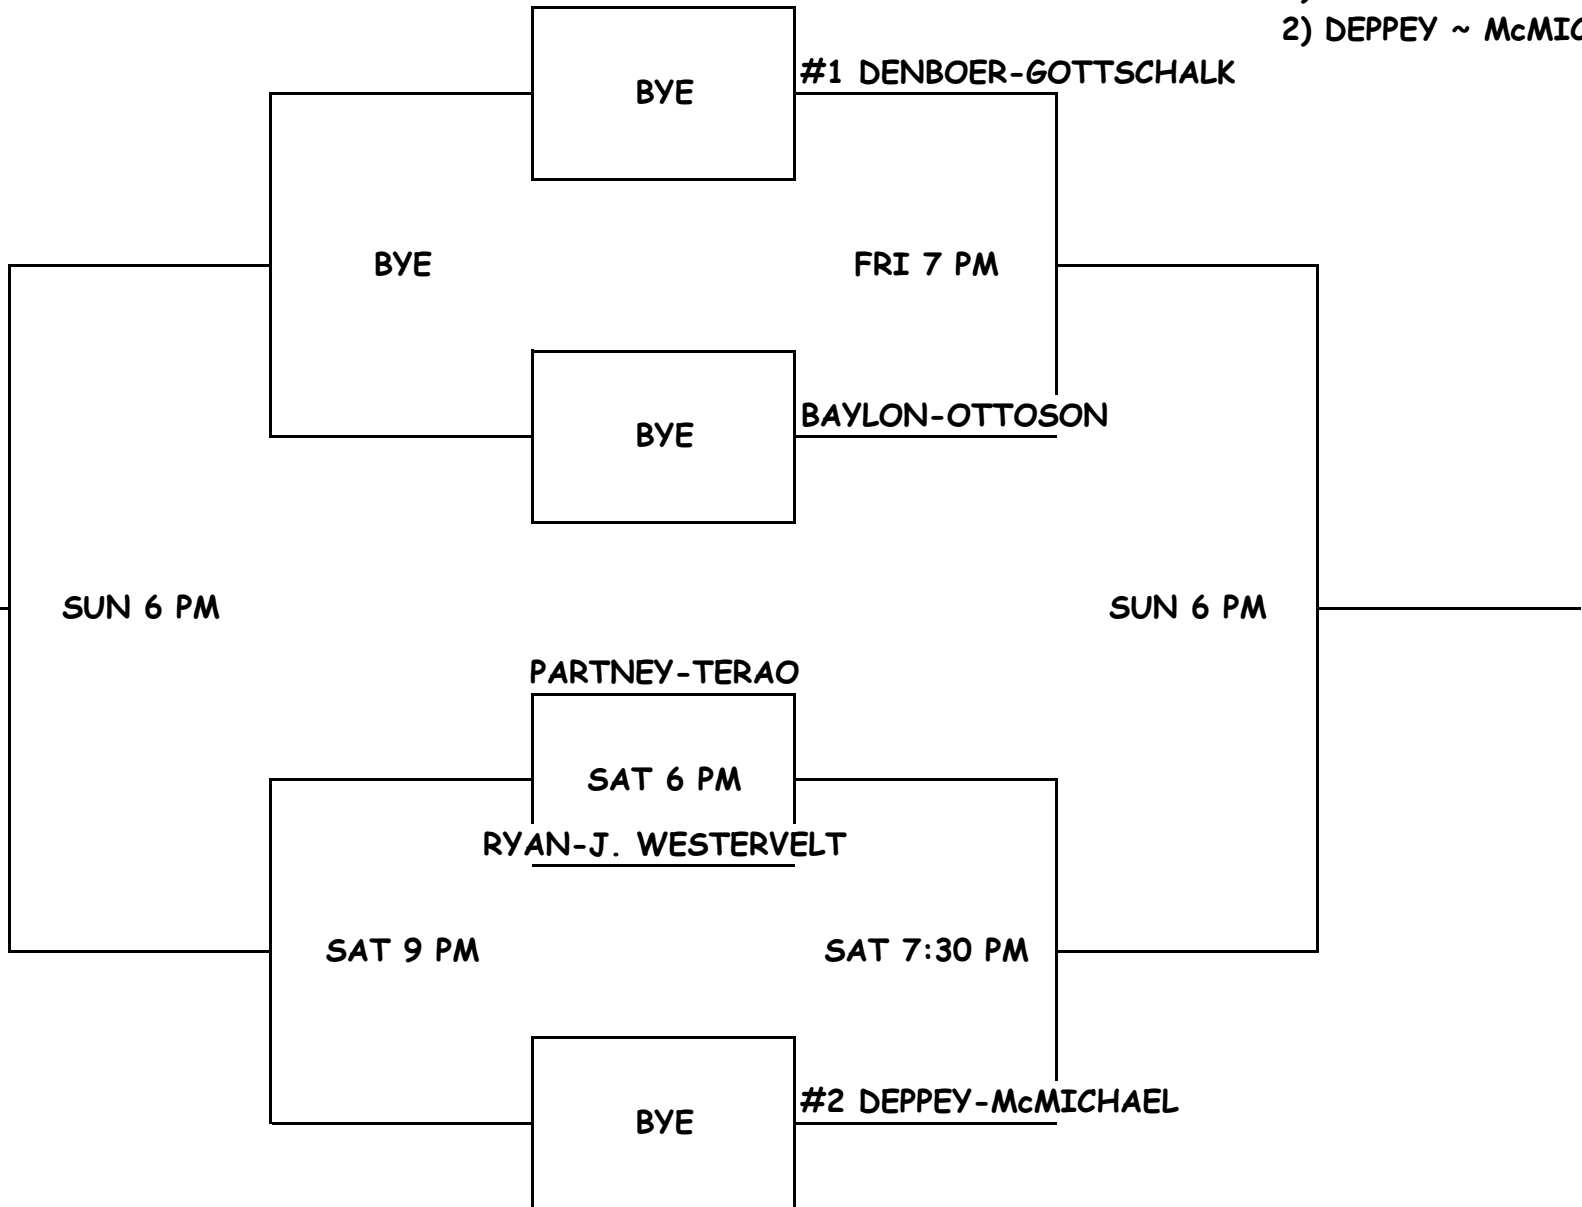 2) DEPPEY ~
#1 DENBOER-GOTTSCHALK
BYE
BYE
FRI 7 PM
BAYLON-OTTOSON
BYE
SUN 6 PM
SUN 6 PM
PARTNEY-TERAO
SAT 6 PM
RYAN-J. WESTERVELT
SAT 9 PM
SAT 7:30 PM
#2 DEPPEY-McMICHAEL
BYE